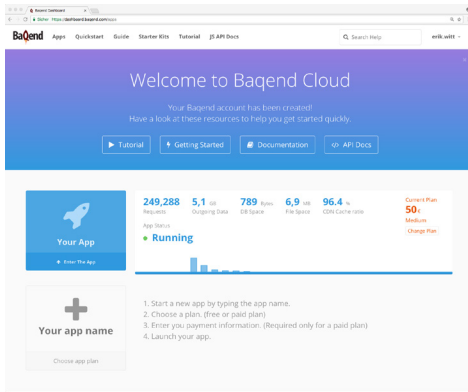 Baqend Dashboard
Sicher https://dashboard.baqend.com/apps
BaQend Apps Quickstart Guide Starter Kits Tutorial JS API Docs Search Help erik.witt
Welcome to Baqend Cloud
Your Baqend account has been created!
Have a look at these resources to help you get started quickly.
Tutorial Getting Started Documentation </> API Docs
249,288 5,1 GB 789 Bytes 6,9 MB 96.4 %
Requests Outgoing Data DB Space File Space CDN Cache ratio
Current Plan
50 €
Medium
Change Plan
App Status
Running
Your App
Enter The App
Your app name
Choose app plan
1. Start a new app by typing the app name.
2. Choose a plan. (free or paid plan)
3. Enter you payment information. (Required only for a paid plan)
4. Launch your app.